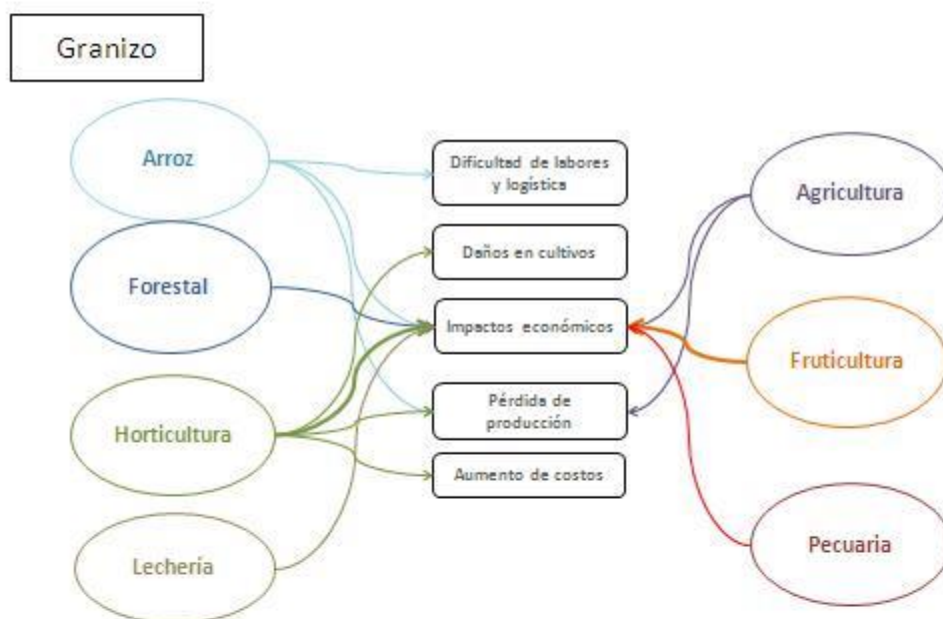 Granizo
Arroz
Forestal
Horticultura
Lechería
Dificultad de labores
y logística
Daños en cultivos
Impactos económicos
Pérdida de
producción
Aumento de costos
Agricultura
Fruticultura
Pecuaria